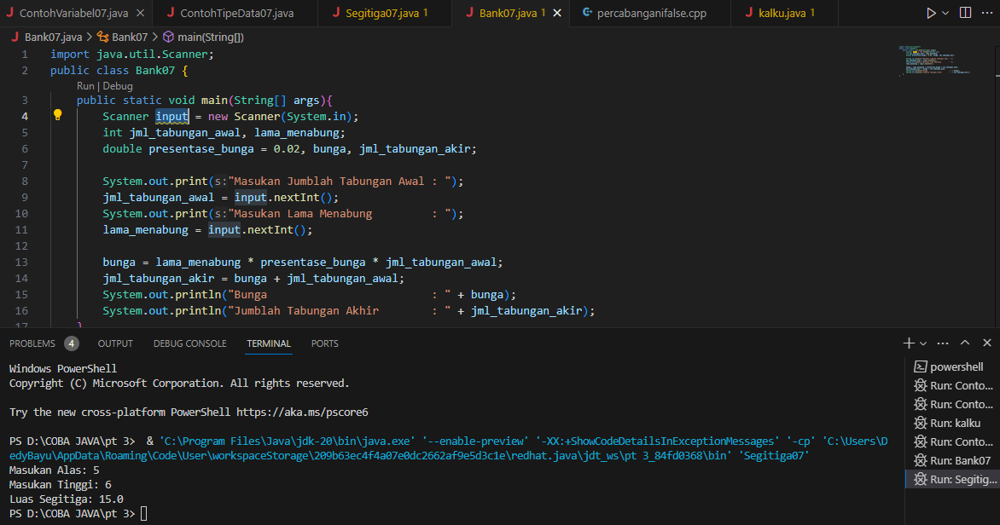 ContohVariabel07.java
ContohTipeData07.java
Segitiga07.java 1
Bank07.java 1
percabanganifalse.cpp
kalku.java 1
Bank07.java > Bank07 > main(String[])
1 import java.util.Scanner;
2 public class Bank07 {
Run | Debug
3 public static void main(String[] args){
4 Scanner input = new Scanner(System.in);
5 int jml_tabungan_awal, lama_menabung;
6 double presentase_bunga = 0.02, bunga, jml_tabungan_akir;
7
8 System.out.print(s:"Masukan Jumblah Tabungan Awal : ");
9 jml_tabungan_awal = input.nextInt();
10 System.out.print(s:"Masukan Lama Menabung : ");
11 lama_menabung = input.nextInt();
12
13 bunga = lama_menabung * presentase_bunga * jml_tabungan_awal;
14 jml_tabungan_akir = bunga + jml_tabungan_awal;
15 System.out.println("Bunga : " + bunga);
16 System.out.println("Jumblah Tabungan Akhir : " + jml_tabungan_akir);
17 }
PROBLEMS 4 OUTPUT DEBUG CONSOLE TERMINAL PORTS
Windows PowerShell
Copyright (C) Microsoft Corporation. All rights reserved.
Try the new cross-platform PowerShell https://aka.ms/pscore6
PS D:\COBA JAVA\pt 3> & 'C:\Program Files\Java\jdk-20\bin\java.exe' '--enable-preview' '-XX:+ShowCodeDetailsInExceptionMessages' '-cp' 'C:\Users\D
edyBayu\AppData\Roaming\Code\User\workspaceStorage\209b63ec4f4a07e0dc2662af9e5d3c1e\redhat.java\jdt_ws\pt 3_84fd0368\bin' 'Segitiga07'
Masukan Alas: 5
Masukan Tinggi: 6
Luas Segitiga: 15.0
PS D:\COBA JAVA\pt 3>
powershell
Run: Conto...
Run: Conto...
Run: kalku
Run: Conto...
Run: Bank07
Run: Segitig...